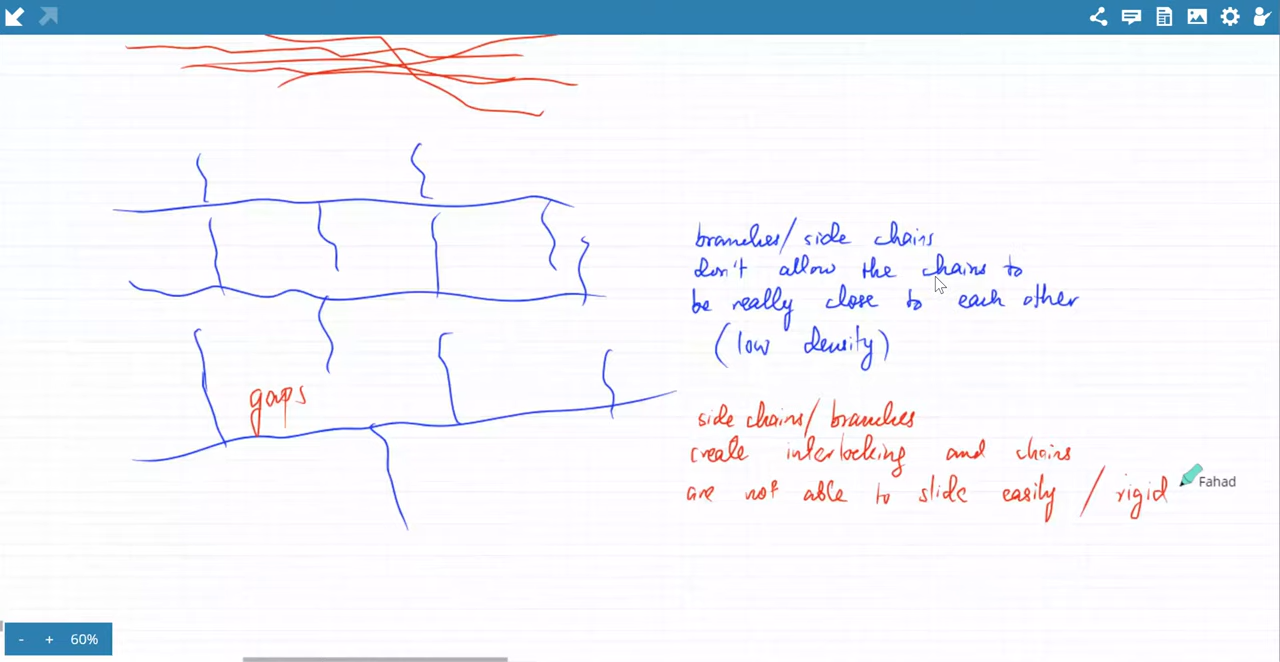 branches/ side chains
don't allow the chains to
be really close to each other
(low density)
gaps
side chains/ branches
create interlocking and chains
are not able to slide easily / rigid
Fahad
- + 60%